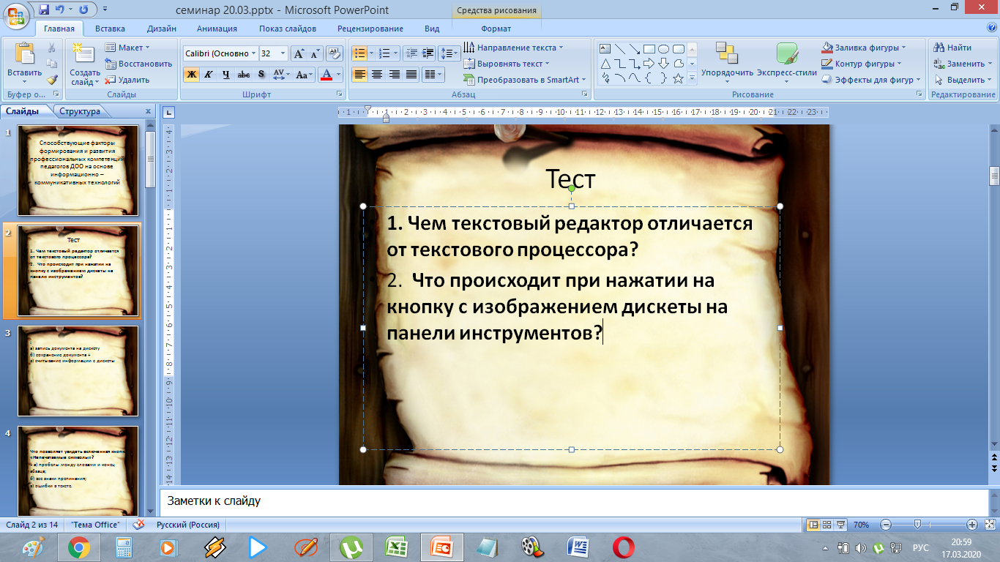 семинар 20.03.pptx - Microsoft PowerPoint
Средства рисования
Главная Вставка Дизайн Анимация Показ слайдов Рецензирование Вид Формат
Вставить
Буфер о...
Создать слайд
Макет
Восстановить
Удалить
Слайды
Calibri (Основно 32
Ж К Ч abc S AV Aa А
Шрифт
Направление текста
Выровнять текст
Преобразовать в SmartArt
Абзац
Упорядочить
Экспресс-стили
Заливка фигуры
Контур фигуры
Эффекты для фигур
Рисование
Найти
Заменить
Выделить
Редактирование
Слайды Структура x
1
Способствующие факторы
формирования и развития
профессиональных компетенций
педагогов ДОО на основе
информационно –
коммуникативных технологий
2
Тест
1. Чем текстовый редактор отличается
от текстового процессора?
2. Что происходит при нажатии на
кнопку с изображением дискеты на
панели инструментов?
3
а) запись документа на дискету
б) сохранение документа +
в) считывание информации с дискеты
4
Что позволяет увидеть включенная кнопка
«Непечатаемые символы»?
+ а) пробелы между словами и конец
абзаца;
б) все знаки препинания;
в) ошибки в тексте.
Тест
1. Чем текстовый редактор отличается
от текстового процессора?
2. Что происходит при нажатии на
кнопку с изображением дискеты на
панели инструментов?
Заметки к слайду
Слайд 2 из 14 "Тема Office" Русский (Россия) 70%
РУС
20:59
17.03.2020